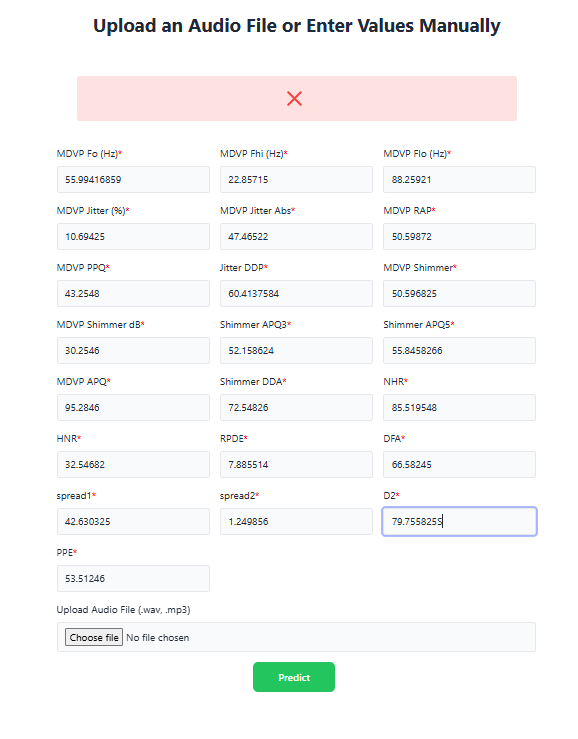 Upload an Audio File or Enter Values Manually
MDVP Fo (Hz)* MDVP Fhi (Hz)* MDVP Flo (Hz)*
55.99416859 22.85715 88.25921
MDVP Jitter (%)* MDVP Jitter Abs* MDVP RAP*
10.69425 47.46522 50.59872
MDVP PPQ* Jitter DDP* MDVP Shimmer*
43.2548 60.4137584 50.596825
MDVP Shimmer dB* Shimmer APQ3* Shimmer APQ5*
30.2546 52.158624 55.8458266
MDVP APQ* Shimmer DDA* NHR*
95.2846 72.54826 85.519548
HNR* RPDE* DFA*
32.54682 7.885514 66.58245
spread1* spread2* D2*
42.630325 1.249856 79.7558255
PPE*
53.51246
Upload Audio File (.wav, .mp3)
Choose file No file chosen
Predict